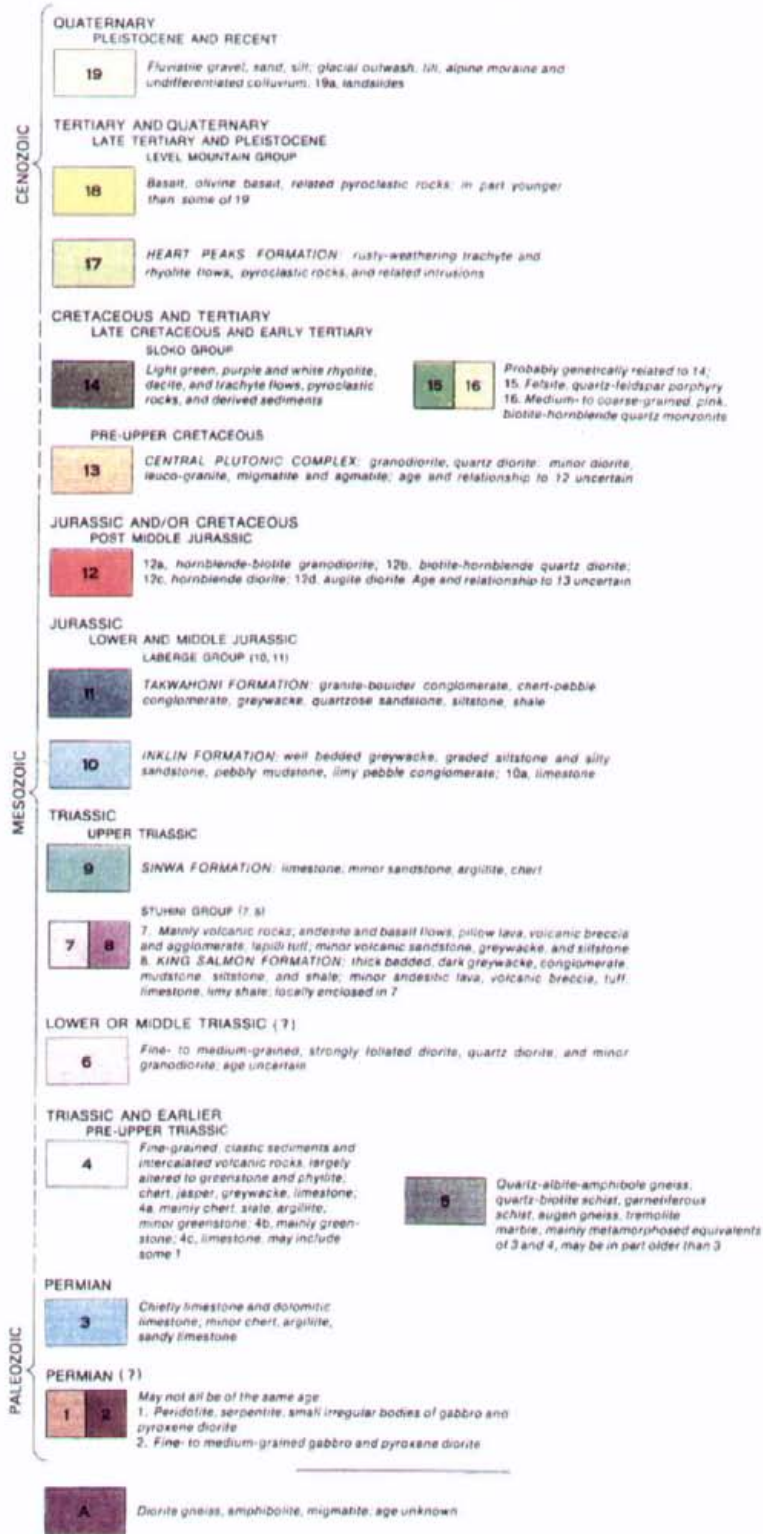 QUATERNARY
PLEISTOCENE AND RECENT
19
Fluviatile gravel, sand, silt; glacial outwash, till, alpine moraine and
undifferentiated colluvium; 19a, landslides
TERTIARY AND QUATERNARY
LATE TERTIARY AND PLEISTOCENE
LEVEL MOUNTAIN GROUP
18
Basalt, olivine basalt, related pyroclastic rocks; in part younger
than some of 19
17
HEART PEAKS FORMATION: rusty-weathering trachyte and
rhyolite flows, pyroclastic rocks, and related intrusions
CENOZOIC
CRETACEOUS AND TERTIARY
LATE CRETACEOUS AND EARLY TERTIARY
SLOKO GROUP
14
Light green, purple and white rhyolite,
dacite, and trachyte flows, pyroclastic
rocks, and derived sediments
15 16
Probably genetically related to 14;
15. Felsite, quartz-feldspar porphyry
16. Medium- to coarse-grained, pink,
biotite-hornblende quartz monzonite
PRE-UPPER CRETACEOUS
13
CENTRAL PLUTONIC COMPLEX: granodiorite, quartz diorite; minor diorite,
leuco-granite, migmatite and agmatite; age and relationship to 12 uncertain
JURASSIC AND/OR CRETACEOUS
POST MIDDLE JURASSIC
12
12a, hornblende-biotite granodiorite; 12b, biotite-hornblende quartz diorite;
12c, hornblende diorite; 12d, augite diorite. Age and relationship to 13 uncertain
JURASSIC
LOWER AND MIDDLE JURASSIC
LABERGE GROUP (10, 11)
11
TAKWAHONI FORMATION: granite-boulder conglomerate, chert-pebble
conglomerate, greywacke, quartzose sandstone, siltstone, shale
10
INKLIN FORMATION: well bedded greywacke, graded siltstone and silty
sandstone, pebbly mudstone, limy pebble conglomerate; 10a, limestone
MESOZOIC
TRIASSIC
UPPER TRIASSIC
9
SINWA FORMATION: limestone; minor sandstone, argillite, chert
STUHINI GROUP (7, 8)
7 8
7. Mainly volcanic rocks; andesite and basalt flows, pillow lava, volcanic breccia
and agglomerate, lapilli tuff; minor volcanic sandstone, greywacke, and siltstone
8. KING SALMON FORMATION: thick bedded, dark greywacke, conglomerate,
mudstone, siltstone, and shale; minor andesitic lava, volcanic breccia, tuff,
limestone, limy shale; locally enclosed in 7
LOWER OR MIDDLE TRIASSIC (?)
6
Fine- to medium-grained, strongly foliated diorite, quartz diorite; and minor
granodiorite; age uncertain
TRIASSIC AND EARLIER
PRE-UPPER TRIASSIC
4
Fine-grained, clastic sediments and
intercalated volcanic rocks, largely
altered to greenstone and phyllite;
chert, jasper, greywacke, limestone;
4a, mainly chert, slate, argillite,
minor greenstone; 4b, mainly green-
stone; 4c, limestone, may include
some 1
5
Quartz-albite-amphibole gneiss,
quartz-biotite schist, garnetiferous
schist, augen gneiss, tremolite
marble, mainly metamorphosed equivalents
of 3 and 4, may be in part older than 3
PERMIAN
3
Chiefly limestone and dolomitic
limestone; minor chert, argillite,
sandy limestone
PALEOZOIC
PERMIAN (?)
1 2
May not all be of the same age
1. Peridotite, serpentite, small irregular bodies of gabbro and
pyroxene diorite
2. Fine- to medium-grained gabbro and pyroxene diorite
A
Diorite gneiss, amphibolite, migmatite; age unknown